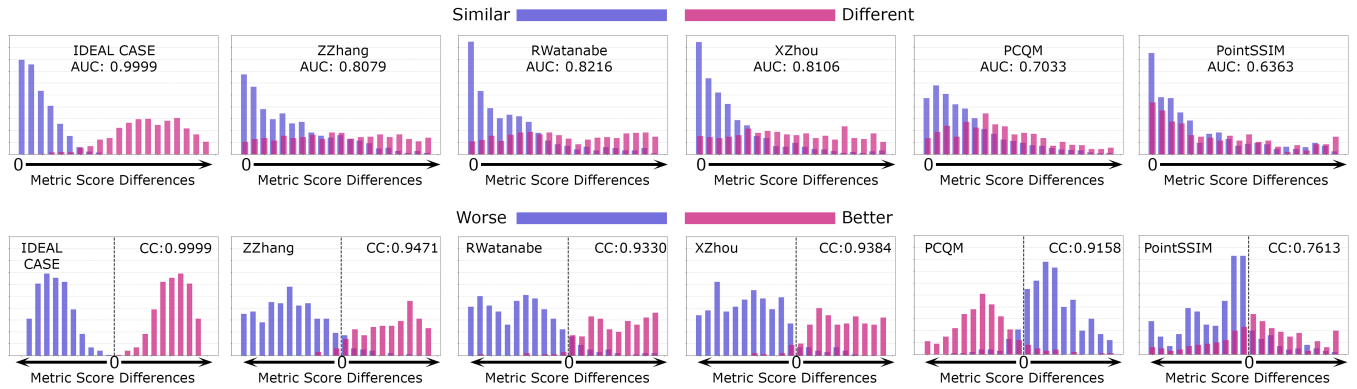 Similar Different
IDEAL CASE
AUC: 0.9999
0
Metric Score Differences
ZZhang
AUC: 0.8079
0
Metric Score Differences
RWatanabe
AUC: 0.8216
0
Metric Score Differences
XZhou
AUC: 0.8106
0
Metric Score Differences
PCQM
AUC: 0.7033
0
Metric Score Differences
PointSSIM
AUC: 0.6363
0
Metric Score Differences
Worse Better
IDEAL
CASE
CC:0.9999
0
Metric Score Differences
ZZhang CC:0.9471
0
Metric Score Differences
RWatanabe CC:0.9330
0
Metric Score Differences
XZhou CC:0.9384
0
Metric Score Differences
PCQM CC:0.9158
0
Metric Score Differences
PointSSIM CC:0.7613
0
Metric Score Differences